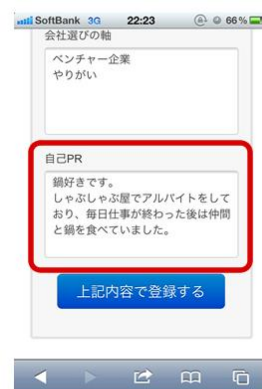 SoftBank 3G 22:23 66%
会社選びの軸
ベンチャー企業
やりがい
自己PR
鍋好きです。
しゃぶしゃぶ屋でアルバイトをして
おり、毎日仕事が終わった後は仲間
と鍋を食べていました。
上記内容で登録する